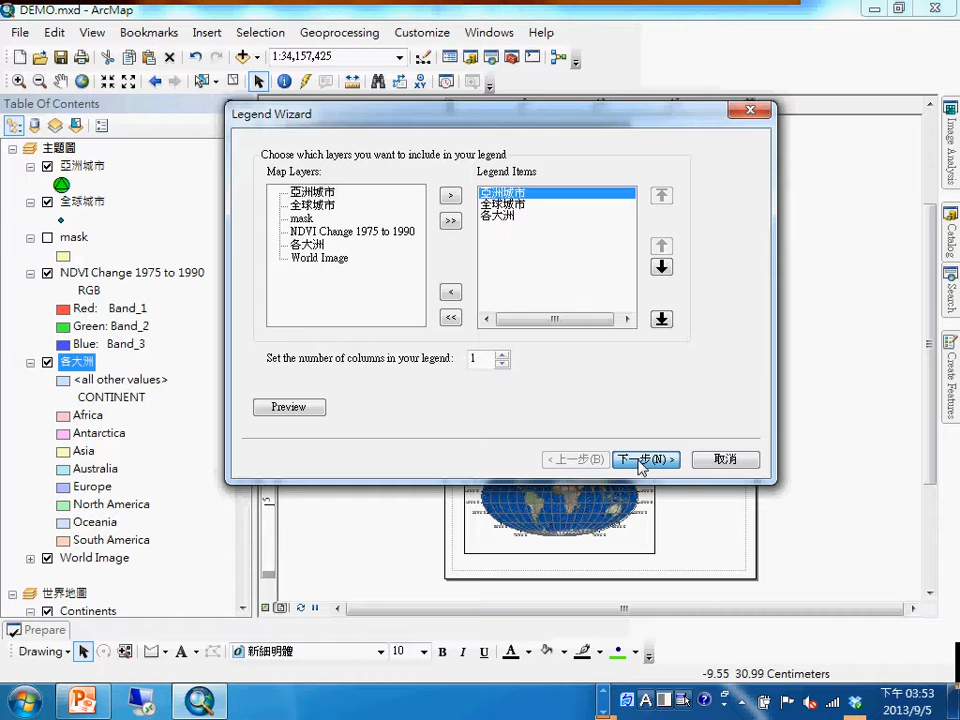 DEMO.mxd - ArcMap
File Edit View Bookmarks Insert Selection Geoprocessing Customize Windows Help
1:34,157,425
Table Of Contents
主題圖
亞洲城市
全球城市
mask
NDVI Change 1975 to 1990
RGB
Red: Band_1
Green: Band_2
Blue: Band_3
各大洲
<all other values>
CONTINENT
Africa
Antarctica
Asia
Australia
Europe
North America
Oceania
South America
World Image
世界地圖
Continents
Legend Wizard
Choose which layers you want to include in your legend
Map Layers:
亞洲城市
全球城市
mask
NDVI Change 1975 to 1990
各大洲
World Image
>
>>
<
<<
Legend Items
亞洲城市
全球城市
各大洲
Set the number of columns in your legend: 1
Preview
< 上一步(B) 下一步(N) > 取消
Image Analysis
Catalog
Search
Create Features
Prepare
Drawing 新細明體 10 B I U A
-9.55 30.99 Centimeters
下午 03:53
2013/9/5